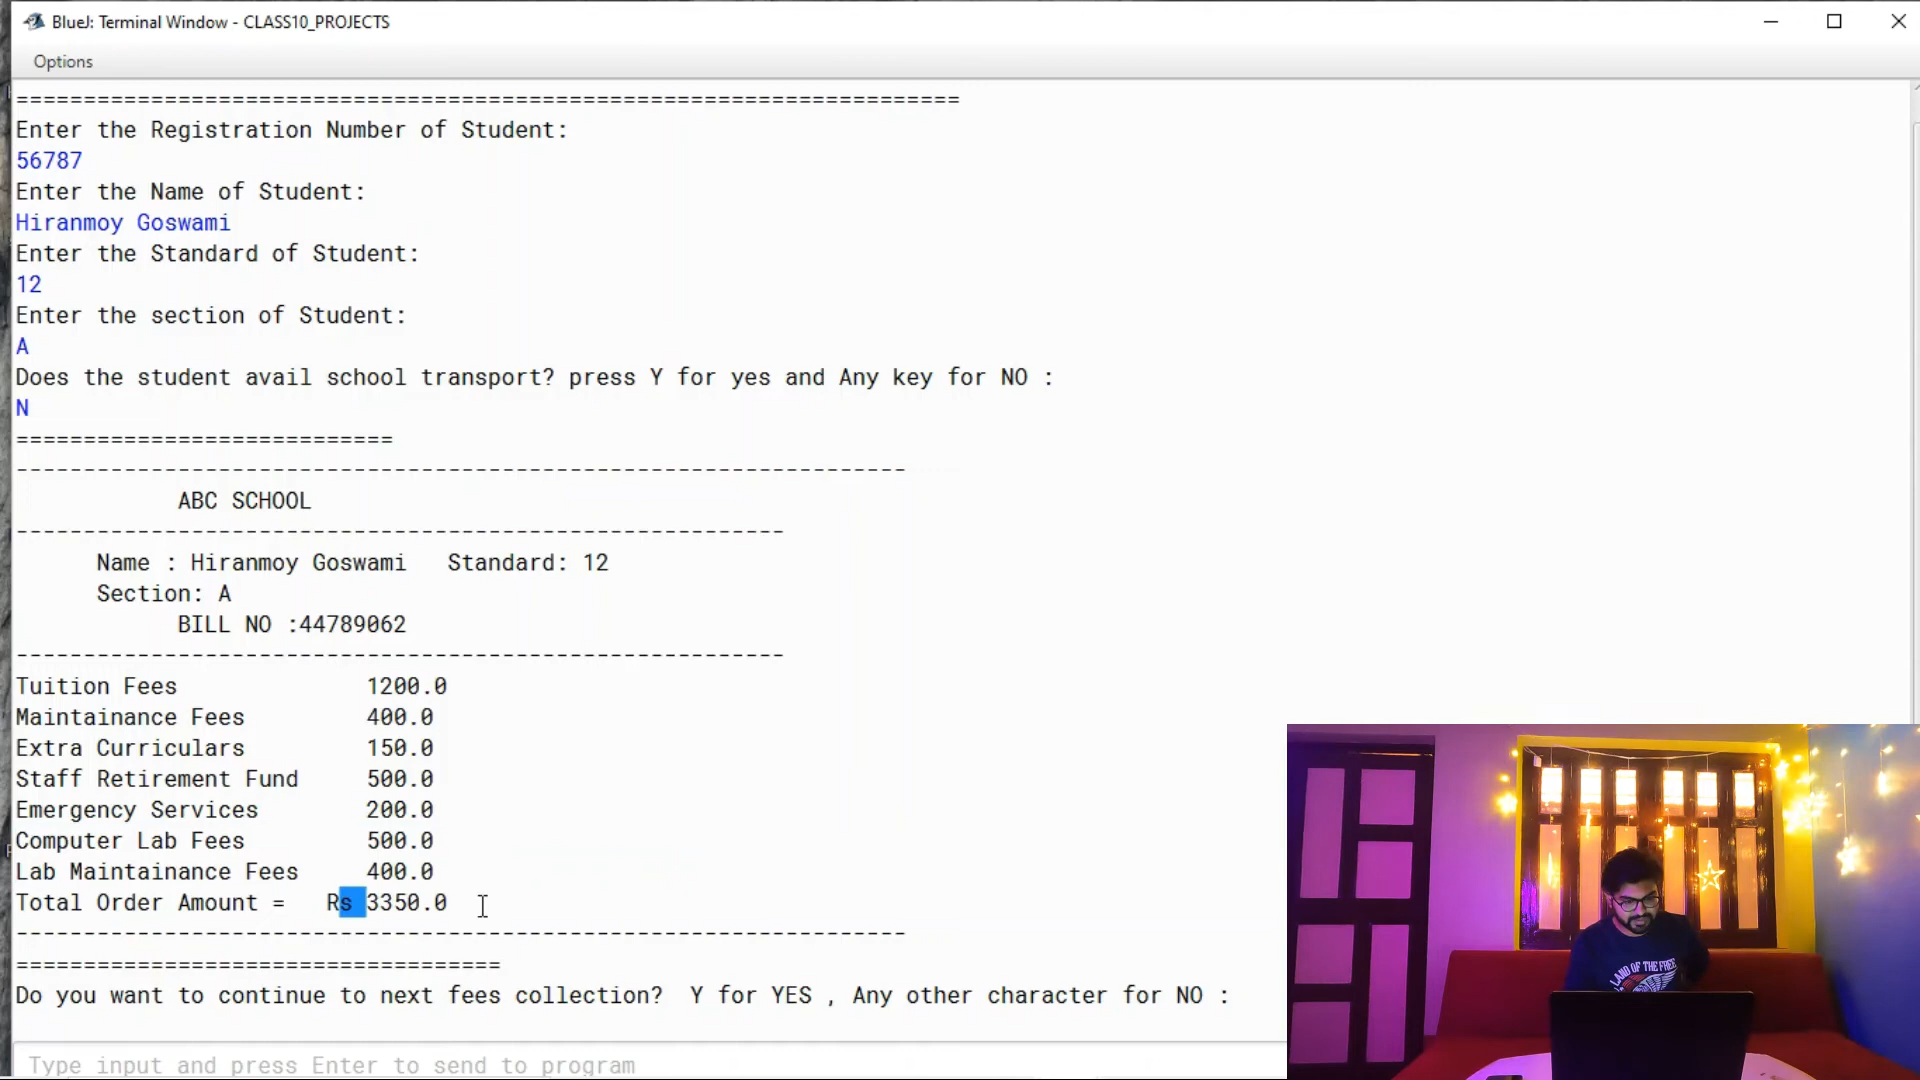 BlueJ: Terminal Window - CLASS10_PROJECTS
Options
======================================================================
Enter the Registration Number of Student:
56787
Enter the Name of Student:
Hiranmoy Goswami
Enter the Standard of Student:
12
Enter the section of Student:
A
Does the student avail school transport? press Y for yes and Any key for NO :
N
============================
------------------------------------------------------------------
ABC SCHOOL
---------------------------------------------------------
Name : Hiranmoy Goswami   Standard: 12
Section: A
BILL NO :44789062
---------------------------------------------------------
Tuition Fees 1200.0
Maintainance Fees 400.0
Extra Curriculars 150.0
Staff Retirement Fund 500.0
Emergency Services 200.0
Computer Lab Fees 500.0
Lab Maintainance Fees 400.0
Total Order Amount = Rs 3350.0
------------------------------------------------------------------
====================================
Do you want to continue to next fees collection?  Y for YES , Any other character for NO :
Type input and press Enter to send to program
LAND OF THE FREE